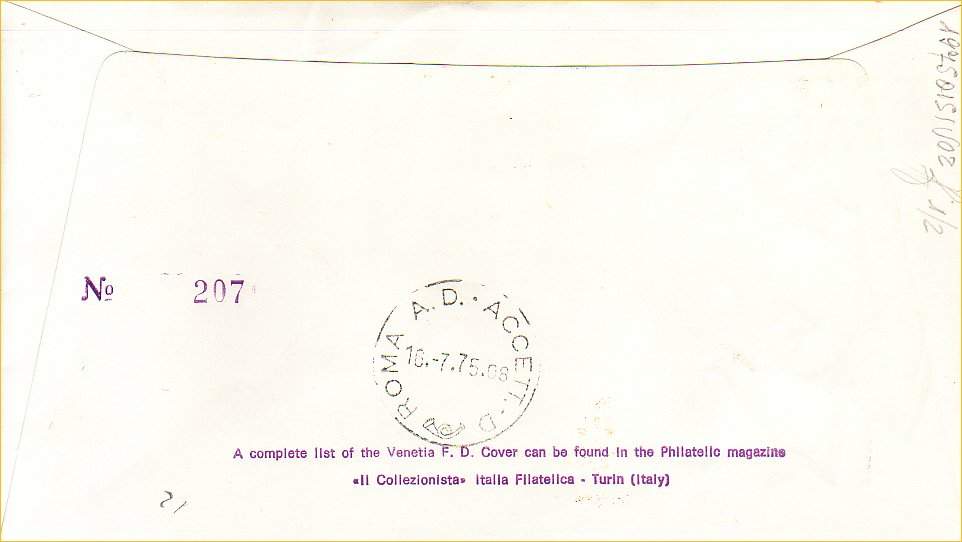 Nº 207
ROMA A.D. · ACCETT. D
10.-7.75.08
A complete list of the Venetia F. D. Cover can be found in the Philatelic magazine
«Il Collezionista» Italia Filatelica - Turin (Italy)